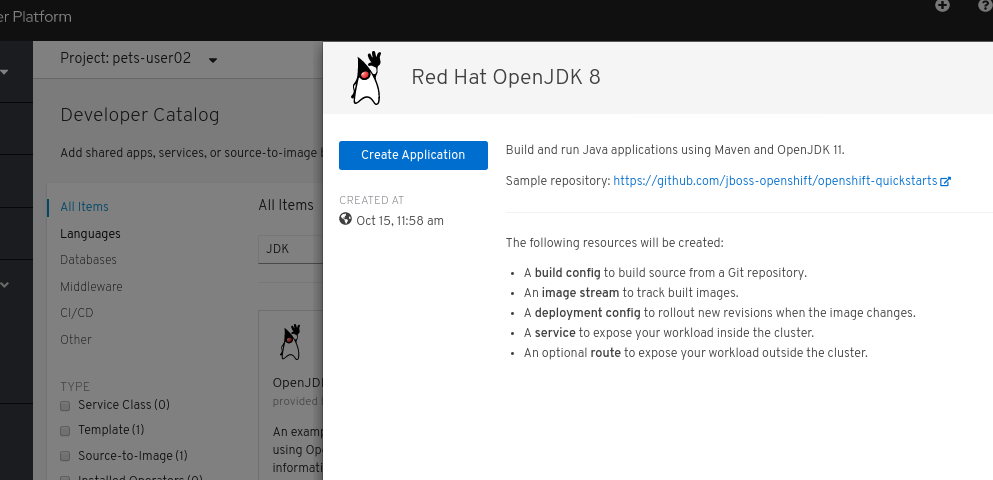 er Platform
Project: pets-user02
Developer Catalog
Add shared apps, services, or source-to-image
All Items
Languages
Databases
Middleware
CI/CD
Other
TYPE
Service Class (0)
Template (1)
Source-to-Image (1)
Installed Operators (0)
All Items
JDK
OpenJD
provided
An examp
using Op
informati
Red Hat OpenJDK 8
Create Application
CREATED AT
Oct 15, 11:58 am
Build and run Java applications using Maven and OpenJDK 11.
Sample repository: https://github.com/jboss-openshift/openshift-quickstarts
The following resources will be created:
• A build config to build source from a Git repository.
• An image stream to track built images.
• A deployment config to rollout new revisions when the image changes.
• A service to expose your workload inside the cluster.
• An optional route to expose your workload outside the cluster.